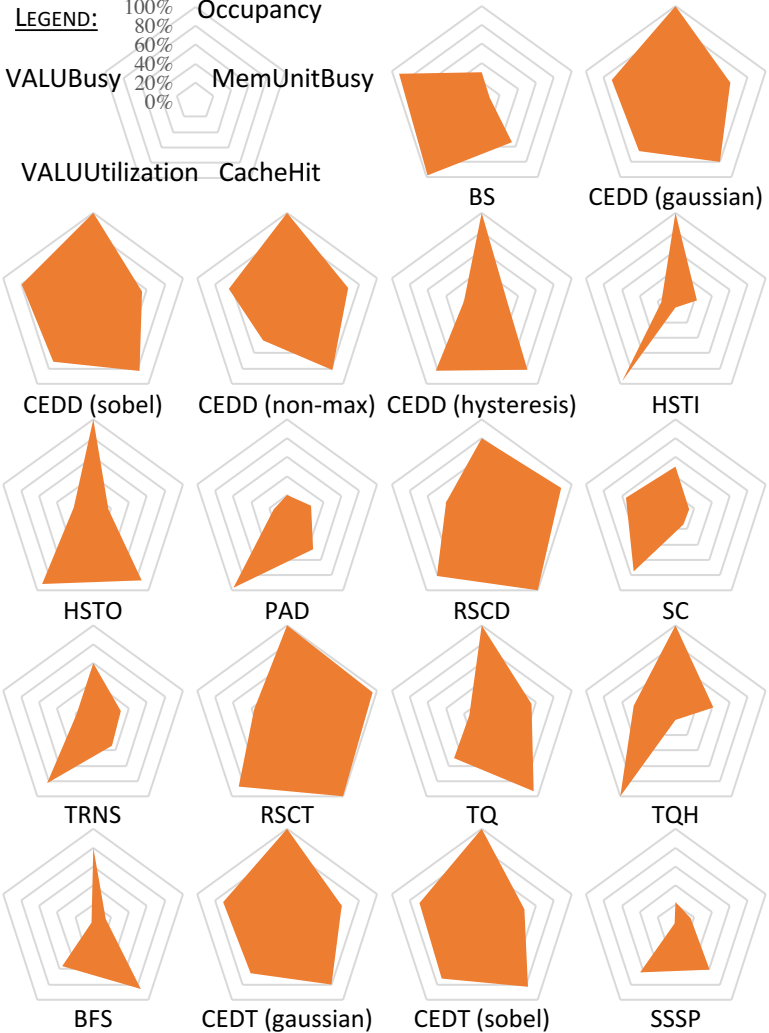 LEGEND:
100%
80%
60%
40%
20%
0%
Occupancy
VALUBusy
MemUnitBusy
VALUUtilization
CacheHit
BS
CEDD (gaussian)
CEDD (sobel)
CEDD (non-max)
CEDD (hysteresis)
HSTI
HSTO
PAD
RSCD
SC
TRNS
RSCT
TQ
TQH
BFS
CEDT (gaussian)
CEDT (sobel)
SSSP